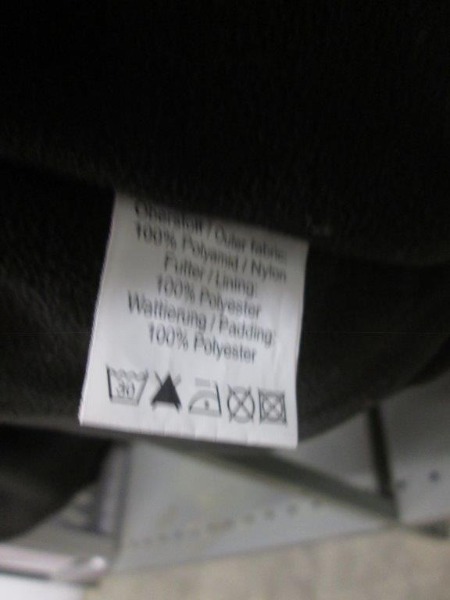 Oberstoff / Outer fabric:
100% Polyamid / Nylon
Futter / Lining:
100% Polyester
Wattierung / Padding:
100% Polyester
30